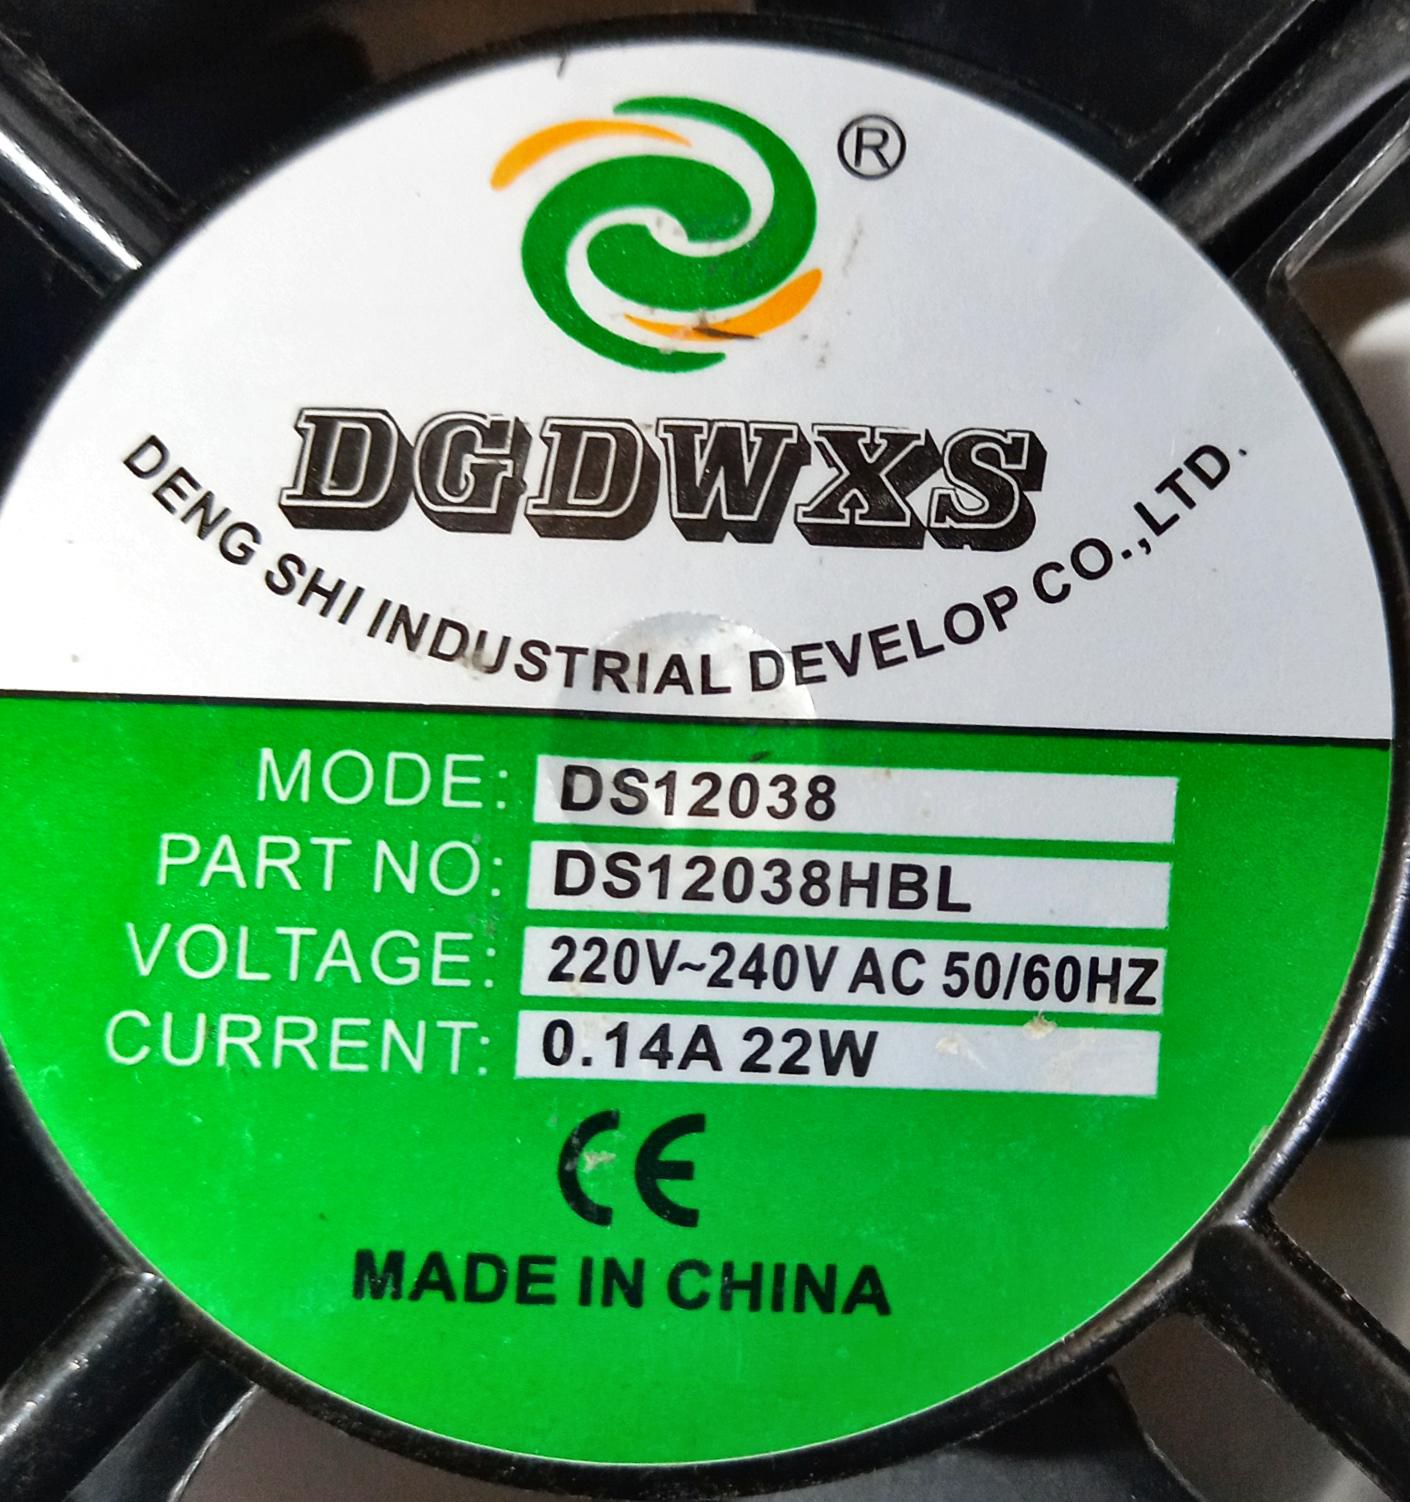 ®
DGDWXS
DENG SHI INDUSTRIAL DEVELOP CO.,LTD.
MODE: DS12038
PART NO: DS12038HBL
VOLTAGE: 220V~240V AC 50/60HZ
CURRENT: 0.14A 22W
CE
MADE IN CHINA